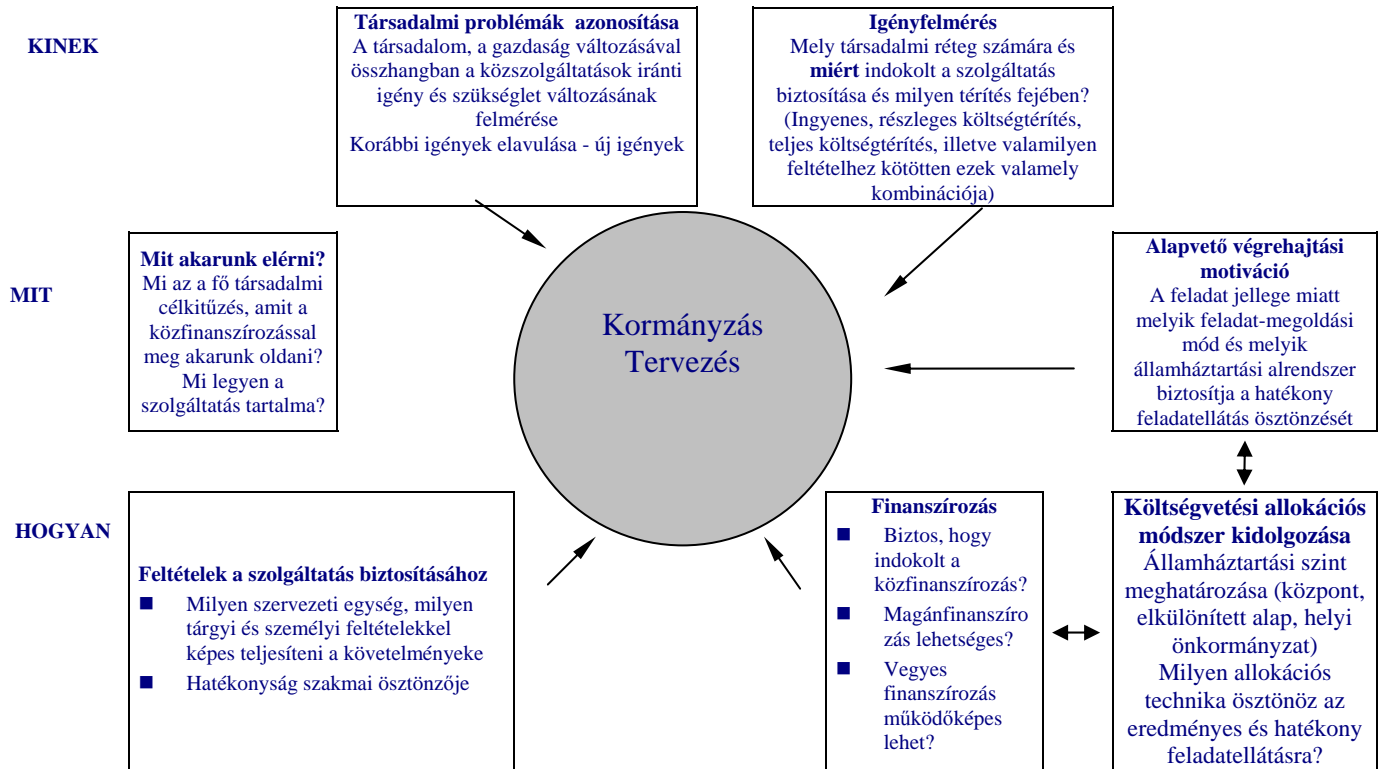 KINEK
Társadalmi problémák azonosítása
A társadalom, a gazdaság változásával
összhangban a közszolgáltatások iránti
igény és szükséglet változásának
felmérése
Korábbi igények elavulása - új igények
Igényfelmérés
Mely társadalmi réteg számára és
miért indokolt a szolgáltatás
biztosítása és milyen térítés fejében?
(Ingyenes, részleges költségtérítés,
teljes költségtérítés, illetve valamilyen
feltételhez kötötten ezek valamely
kombinációja)
MIT
Mit akarunk elérni?
Mi az a fő társadalmi
célkitűzés, amit a
közfinanszírozással
meg akarunk oldani?
Mi legyen a
szolgáltatás tartalma?
Kormányzás
Tervezés
Alapvető végrehajtási
motiváció
A feladat jellege miatt
melyik feladat-megoldási
mód és melyik
államháztartási alrendszer
biztosítja a hatékony
feladatellátás ösztönzését
HOGYAN
Feltételek a szolgáltatás biztosításához
■ Milyen szervezeti egység, milyen
tárgyi és személyi feltételekkel
képes teljesíteni a követelményeke
■ Hatékonyság szakmai ösztönzője
Finanszírozás
■ Biztos, hogy
indokolt a
közfinanszírozás?
■ Magánfinanszíro
zás lehetséges?
■ Vegyes
finanszírozás
működőképes
lehet?
Költségvetési allokációs
módszer kidolgozása
Államháztartási szint
meghatározása (központ,
elkülönített alap, helyi
önkormányzat)
Milyen allokációs
technika ösztönöz az
eredményes és hatékony
feladatellátásra?